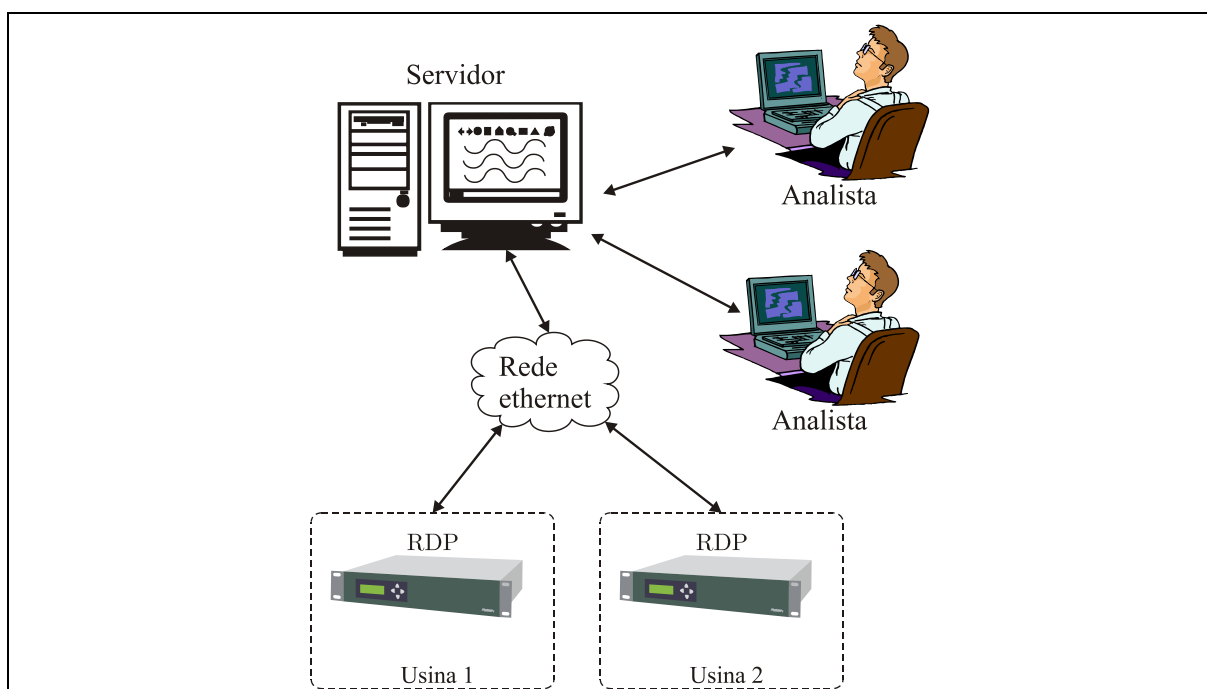 Servidor
Analista
Rede
ethernet
Analista
RDP
RDP
Usina 1
Usina 2